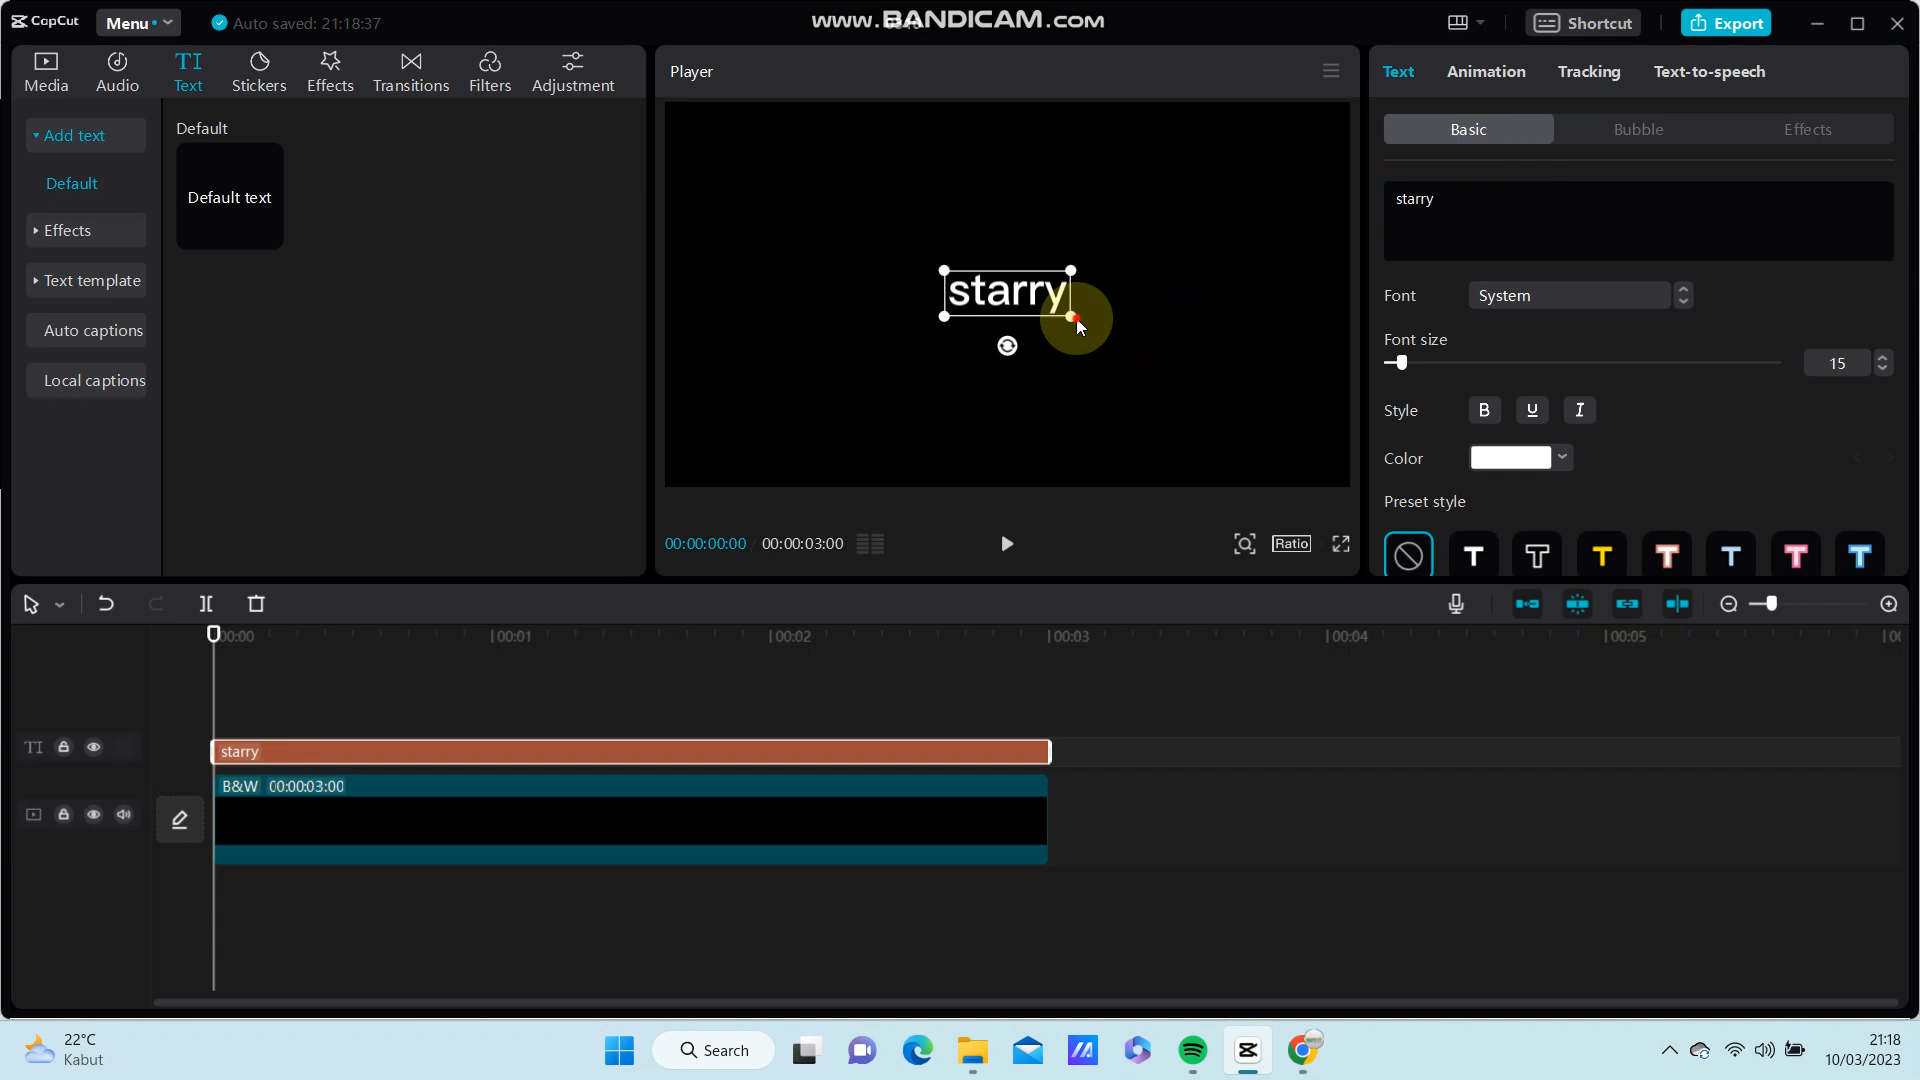 CapCut
Menu
Auto saved: 21:18:37
www.BANDICAM.com
Shortcut
Export
Media
Audio
TI
Text
Stickers
Effects
Transitions
Filters
Adjustment
Player
Text
Animation
Tracking
Text-to-speech
Add text
Default
Effects
Text template
Auto captions
Local captions
Default
Default text
starry
00:00:00:00
00:00:03:00
Ratio
Basic
Bubble
Effects
starry
Font
System
Font size
15
Style
B
U
I
Color
Preset style
T
T
T
T
T
T
T
00:00
00:01
00:02
00:03
00:04
00:05
TI
starry
B&W 00:00:03:00
22°C
Kabut
Search
21:18
10/03/2023